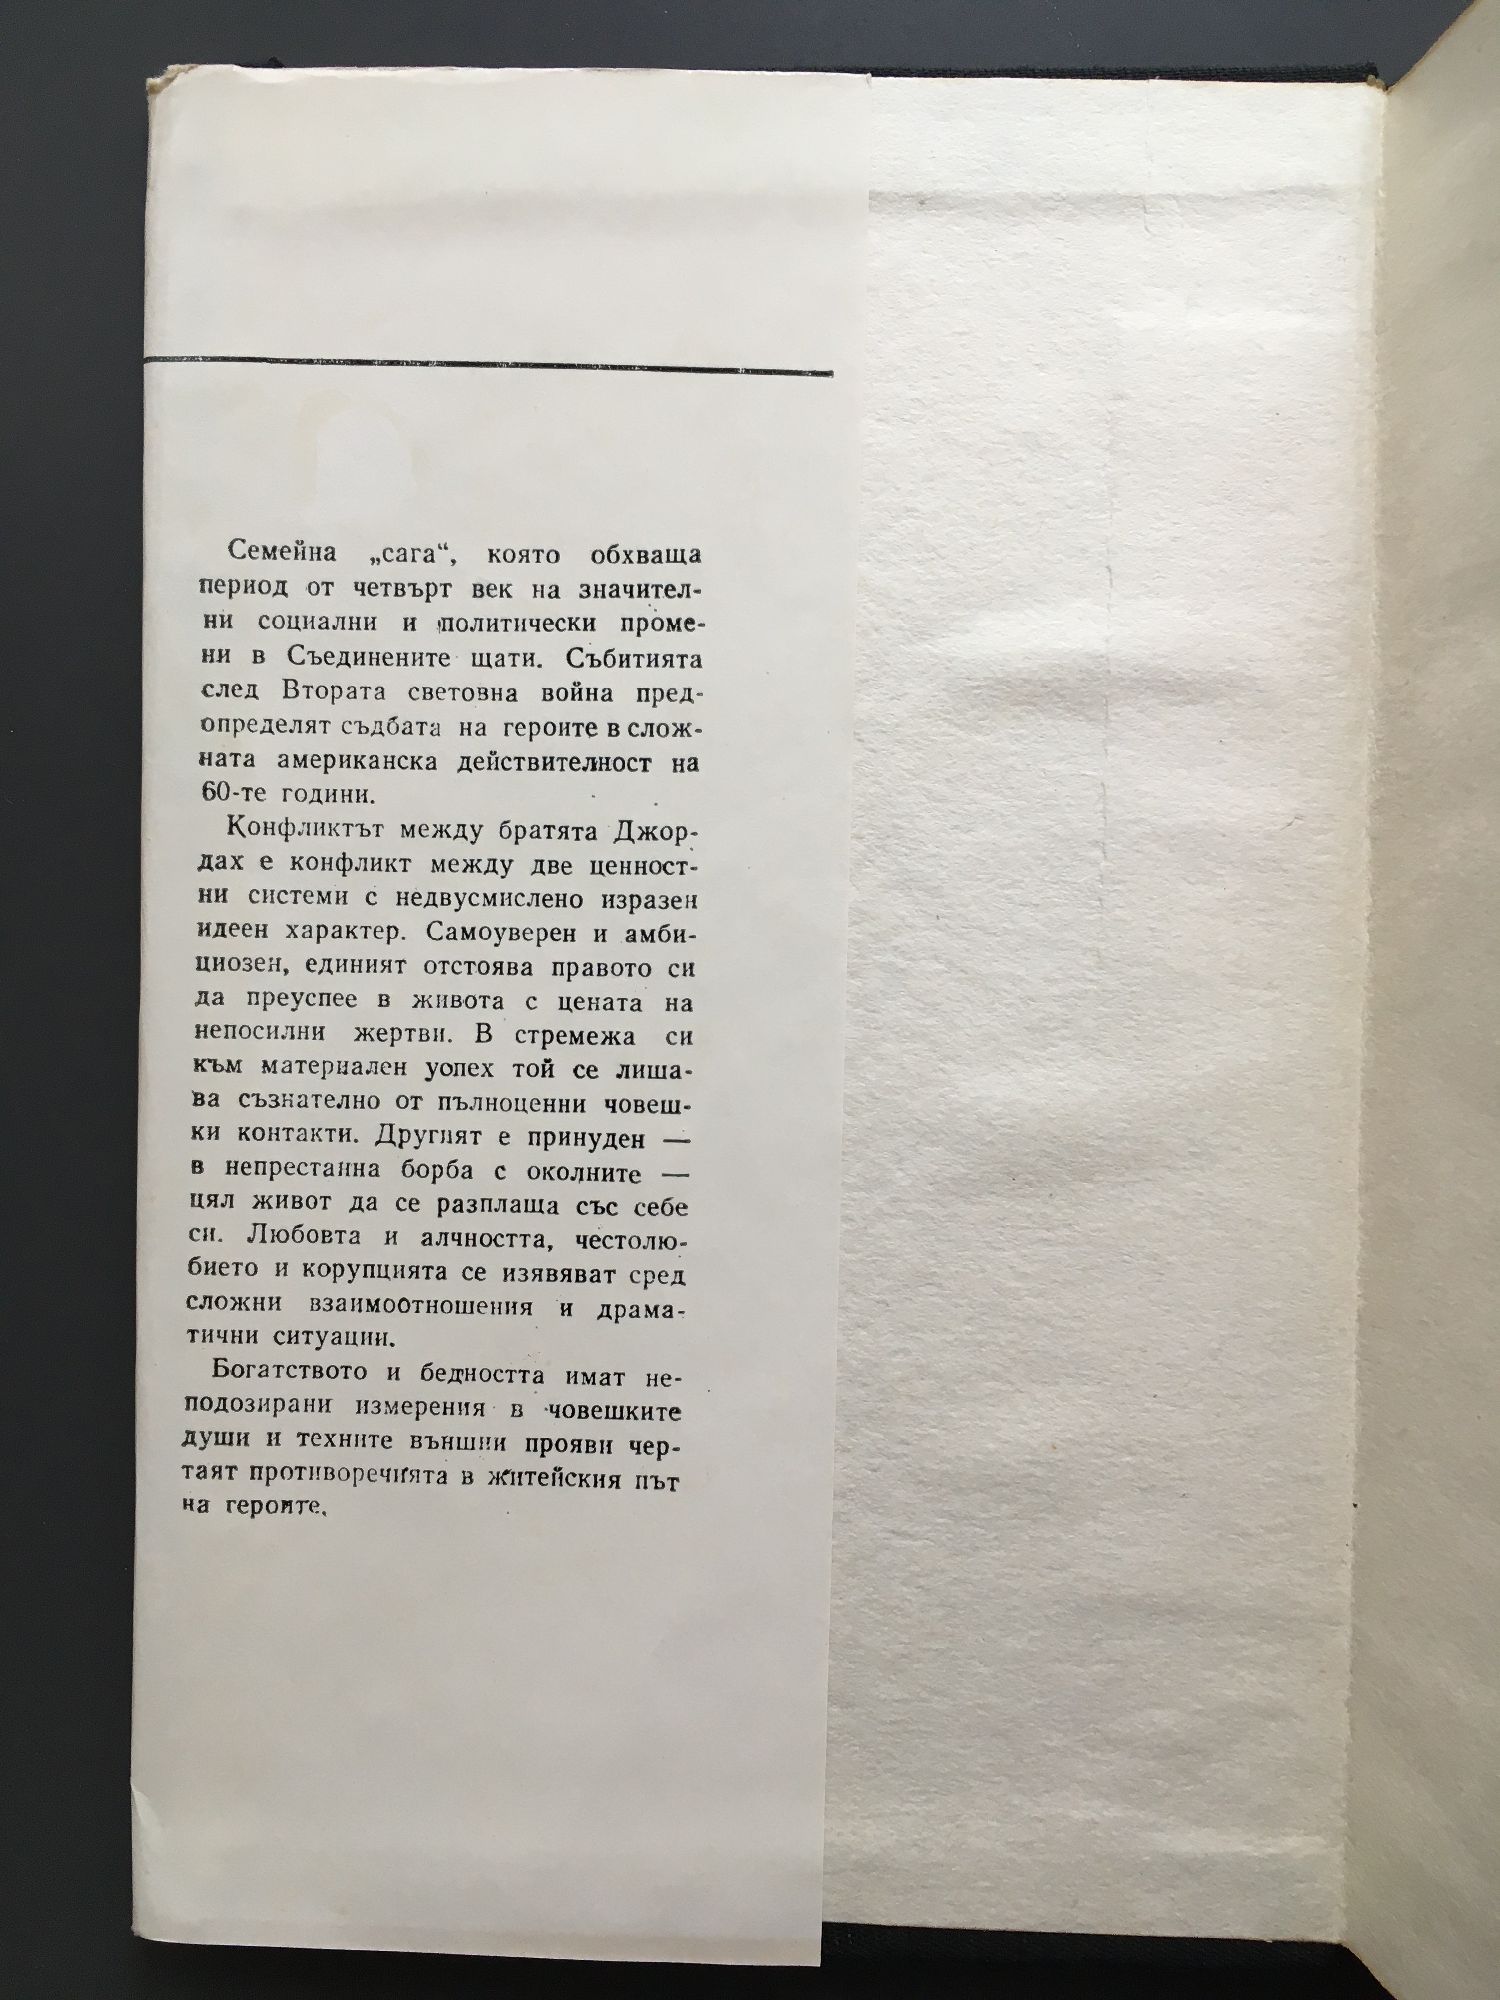 Семейна „сага“, която обхваща
период от четвърт век на значител-
ни социални и политически проме-
ни в Съединените щати. Събитията
след Втората световна война пред-
определят съдбата на героите в слож-
ната американска действителност на
60-те години.
Конфликтът между братята Джор-
дах е конфликт между две ценност-
ни системи с недвусмислено изразен
идеен характер. Самоуверен и амби-
циозен, единият отстоява правото си
да преуспее в живота с цената на
непосилни жертви. В стремежа си
към материален успех той се лиша-
ва съзнателно от пълноценни човеш-
ки контакти. Другият е принуден —
в непрестанна борба с околните —
цял живот да се разплаща със себе
си. Любовта и алчността, честолю-
бието и корупцията се изявяват сред
сложни взаимоотношения и драма-
тични ситуации.
Богатството и бедността имат не-
подозирани измерения в човешките
души и техните външни прояви чер-
таят противоречията в житейския път
на героите.